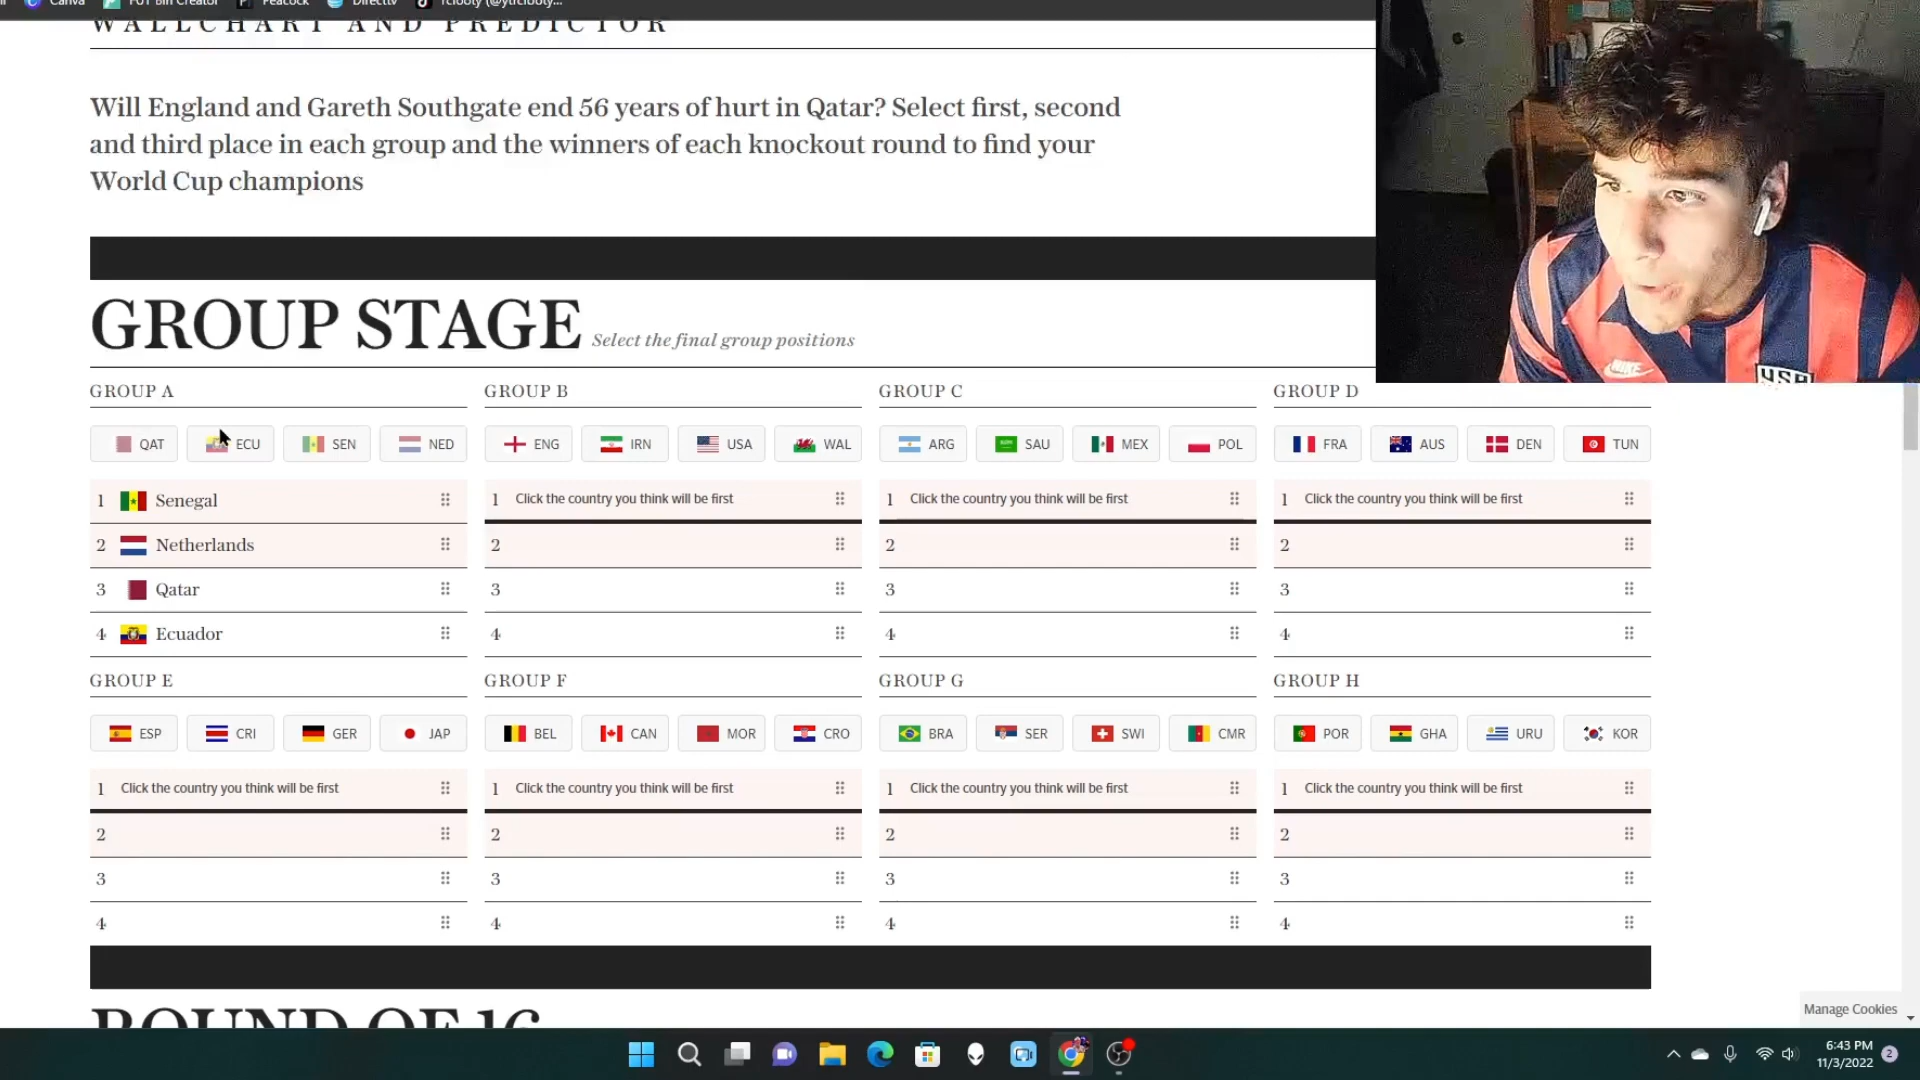 Canva FUT Bin Creator Peacock Directtv rclooty (@ytrclooty...
WALLCHART AND PREDICTOR
Will England and Gareth Southgate end 56 years of hurt in Qatar? Select first, second
and third place in each group and the winners of each knockout round to find your
World Cup champions
GROUP STAGE Select the final group positions
GROUP A GROUP B GROUP C GROUP D
QAT ECU SEN NED ENG IRN USA WAL ARG SAU MEX POL FRA AUS DEN TUN
1 Senegal 1 Click the country you think will be first 1 Click the country you think will be first 1 Click the country you think will be first
2 Netherlands 2 2 2
3 Qatar 3 3 3
4 Ecuador 4 4 4
GROUP E GROUP F GROUP G GROUP H
ESP CRI GER JAP BEL CAN MOR CRO BRA SER SWI CMR POR GHA URU KOR
1 Click the country you think will be first 1 Click the country you think will be first 1 Click the country you think will be first 1 Click the country you think will be first
2 2 2 2
3 3 3 3
4 4 4 4
ROUND OF 16
Manage Cookies
6:43 PM
11/3/2022
2
NIKE
USA